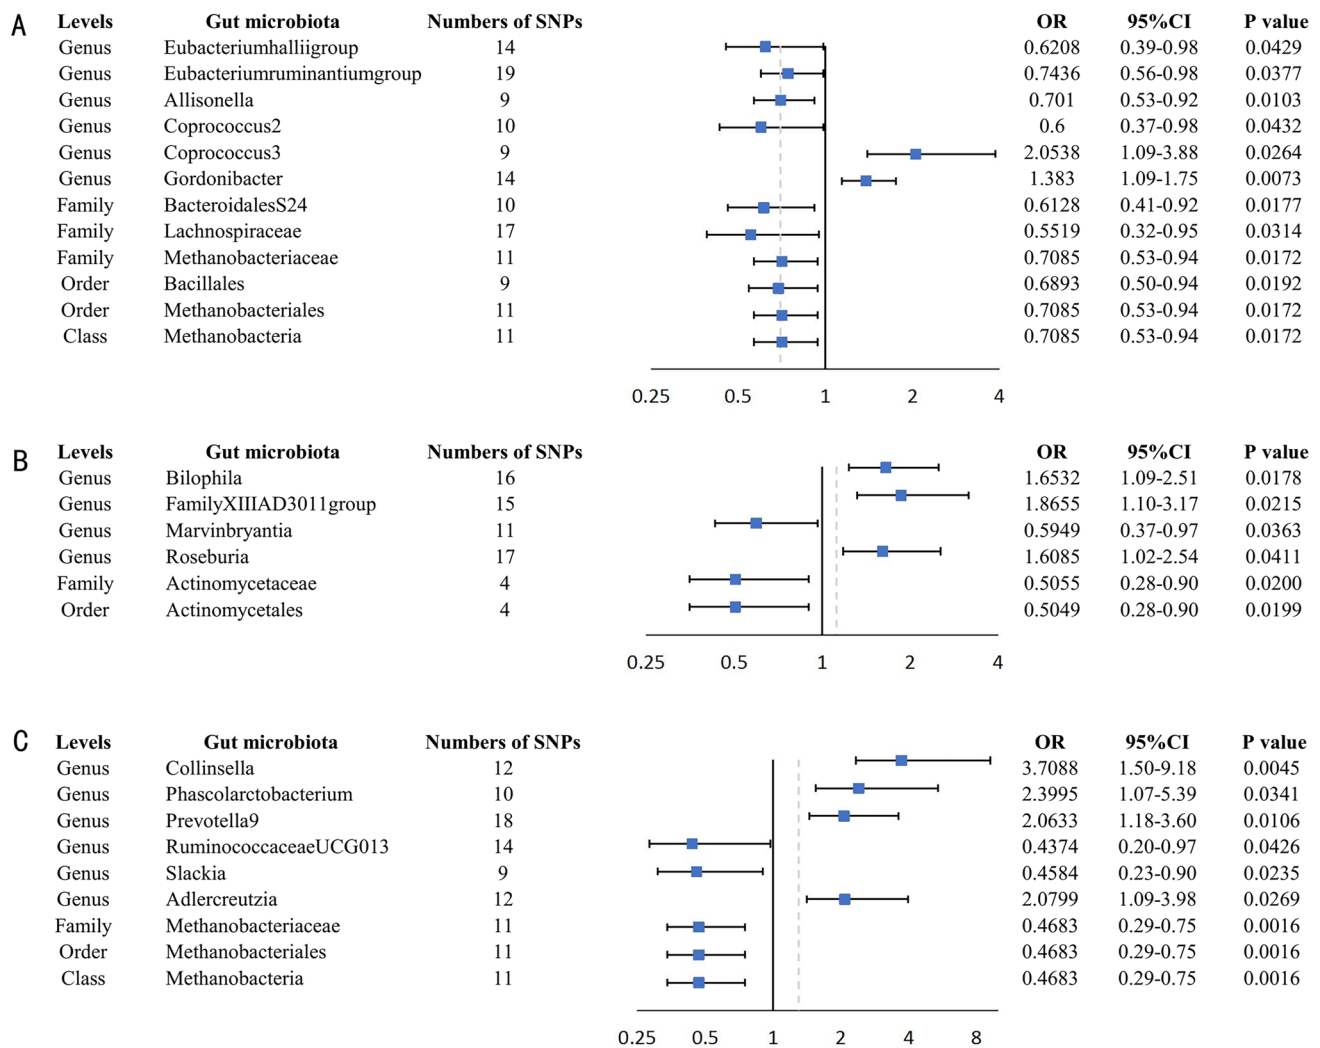 A
Levels Gut microbiota Numbers of SNPs OR 95%CI P value
Genus Eubacteriumhalliigroup 14 0.6208 0.39-0.98 0.0429
Genus Eubacteriumruminantiumgroup 19 0.7436 0.56-0.98 0.0377
Genus Allisonella 9 0.701 0.53-0.92 0.0103
Genus Coprococcus2 10 0.6 0.37-0.98 0.0432
Genus Coprococcus3 9 2.0538 1.09-3.88 0.0264
Genus Gordonibacter 14 1.383 1.09-1.75 0.0073
Family BacteroidalesS24 10 0.6128 0.41-0.92 0.0177
Family Lachnospiraceae 17 0.5519 0.32-0.95 0.0314
Family Methanobacteriaceae 11 0.7085 0.53-0.94 0.0172
Order Bacillales 9 0.6893 0.50-0.94 0.0192
Order Methanobacteriales 11 0.7085 0.53-0.94 0.0172
Class Methanobacteria 11 0.7085 0.53-0.94 0.0172
0.25 0.5 1 2 4
B
Levels Gut microbiota Numbers of SNPs OR 95%CI P value
Genus Bilophila 16 1.6532 1.09-2.51 0.0178
Genus FamilyXIIIAD3011group 15 1.8655 1.10-3.17 0.0215
Genus Marvinbryantia 11 0.5949 0.37-0.97 0.0363
Genus Roseburia 17 1.6085 1.02-2.54 0.0411
Family Actinomycetaceae 4 0.5055 0.28-0.90 0.0200
Order Actinomycetales 4 0.5049 0.28-0.90 0.0199
0.25 0.5 1 2 4
C
Levels Gut microbiota Numbers of SNPs OR 95%CI P value
Genus Collinsella 12 3.7088 1.50-9.18 0.0045
Genus Phascolarctobacterium 10 2.3995 1.07-5.39 0.0341
Genus Prevotella9 18 2.0633 1.18-3.60 0.0106
Genus RuminococcaceaeUCG013 14 0.4374 0.20-0.97 0.0426
Genus Slackia 9 0.4584 0.23-0.90 0.0235
Genus Adlercreutzia 12 2.0799 1.09-3.98 0.0269
Family Methanobacteriaceae 11 0.4683 0.29-0.75 0.0016
Order Methanobacteriales 11 0.4683 0.29-0.75 0.0016
Class Methanobacteria 11 0.4683 0.29-0.75 0.0016
0.25 0.5 1 2 4 8